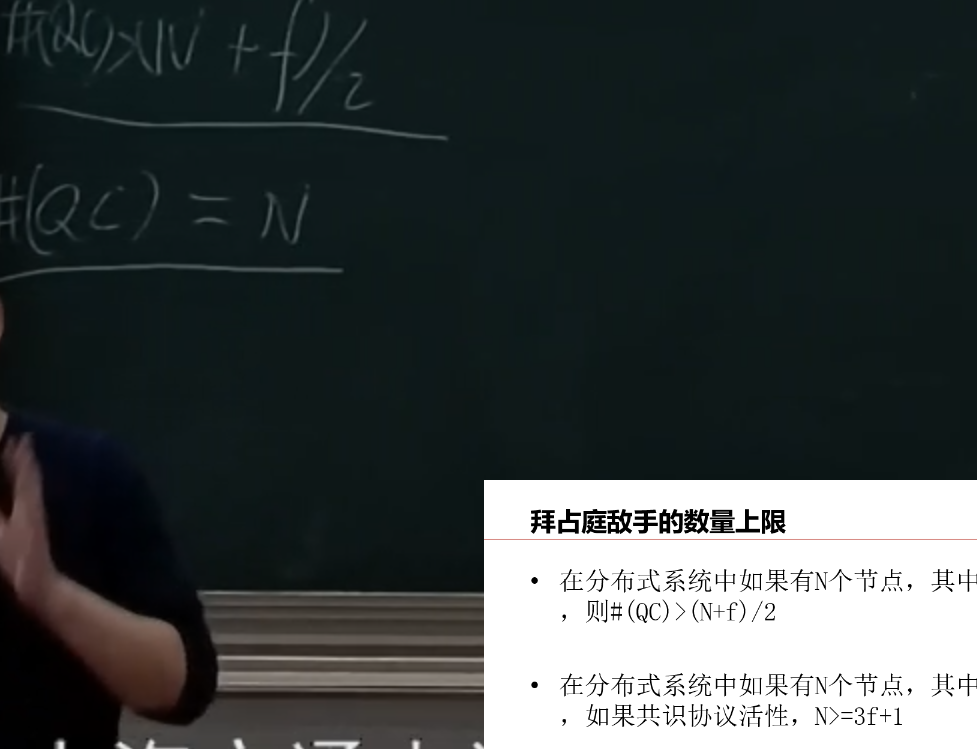 #(QC)>(N+f)/2
#(QC)=N
拜占庭敌手的数量上限
• 在分布式系统中如果有N个节点，其中
，则#(QC)>(N+f)/2
• 在分布式系统中如果有N个节点，其中
，如果共识协议活性，N>=3f+1